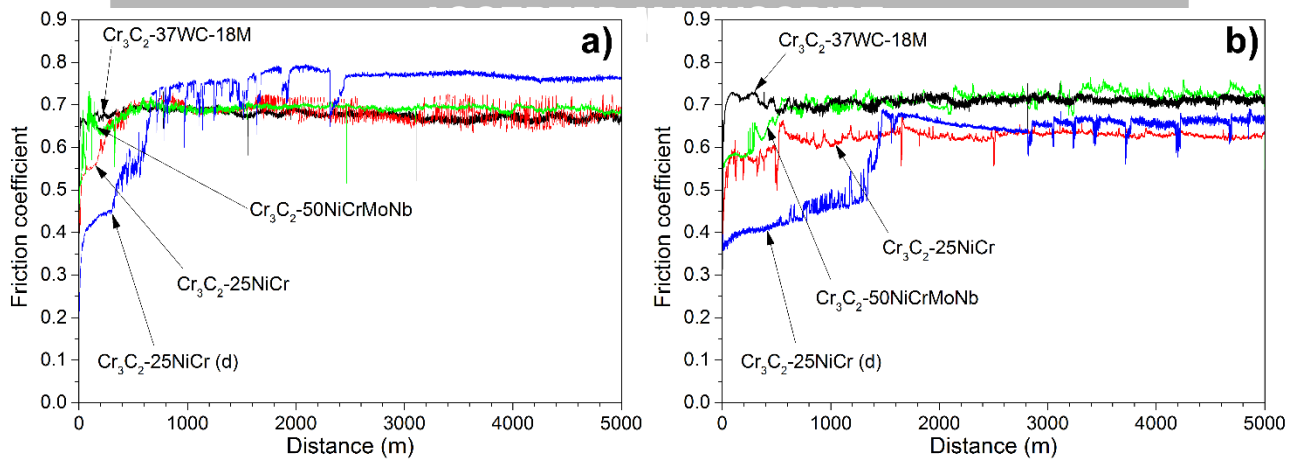 a)
Friction coefficient
0.9
0.8
0.7
0.6
0.5
0.4
0.3
0.2
0.1
0.0
Cr₃C₂-37WC-18M
Cr₃C₂-50NiCrMoNb
Cr₃C₂-25NiCr
Cr₃C₂-25NiCr (d)
0 1000 2000 3000 4000 5000
Distance (m)
b)
Friction coefficient
0.9
0.8
0.7
0.6
0.5
0.4
0.3
0.2
0.1
0.0
Cr₃C₂-37WC-18M
Cr₃C₂-25NiCr
Cr₃C₂-50NiCrMoNb
Cr₃C₂-25NiCr (d)
0 1000 2000 3000 4000 5000
Distance (m)